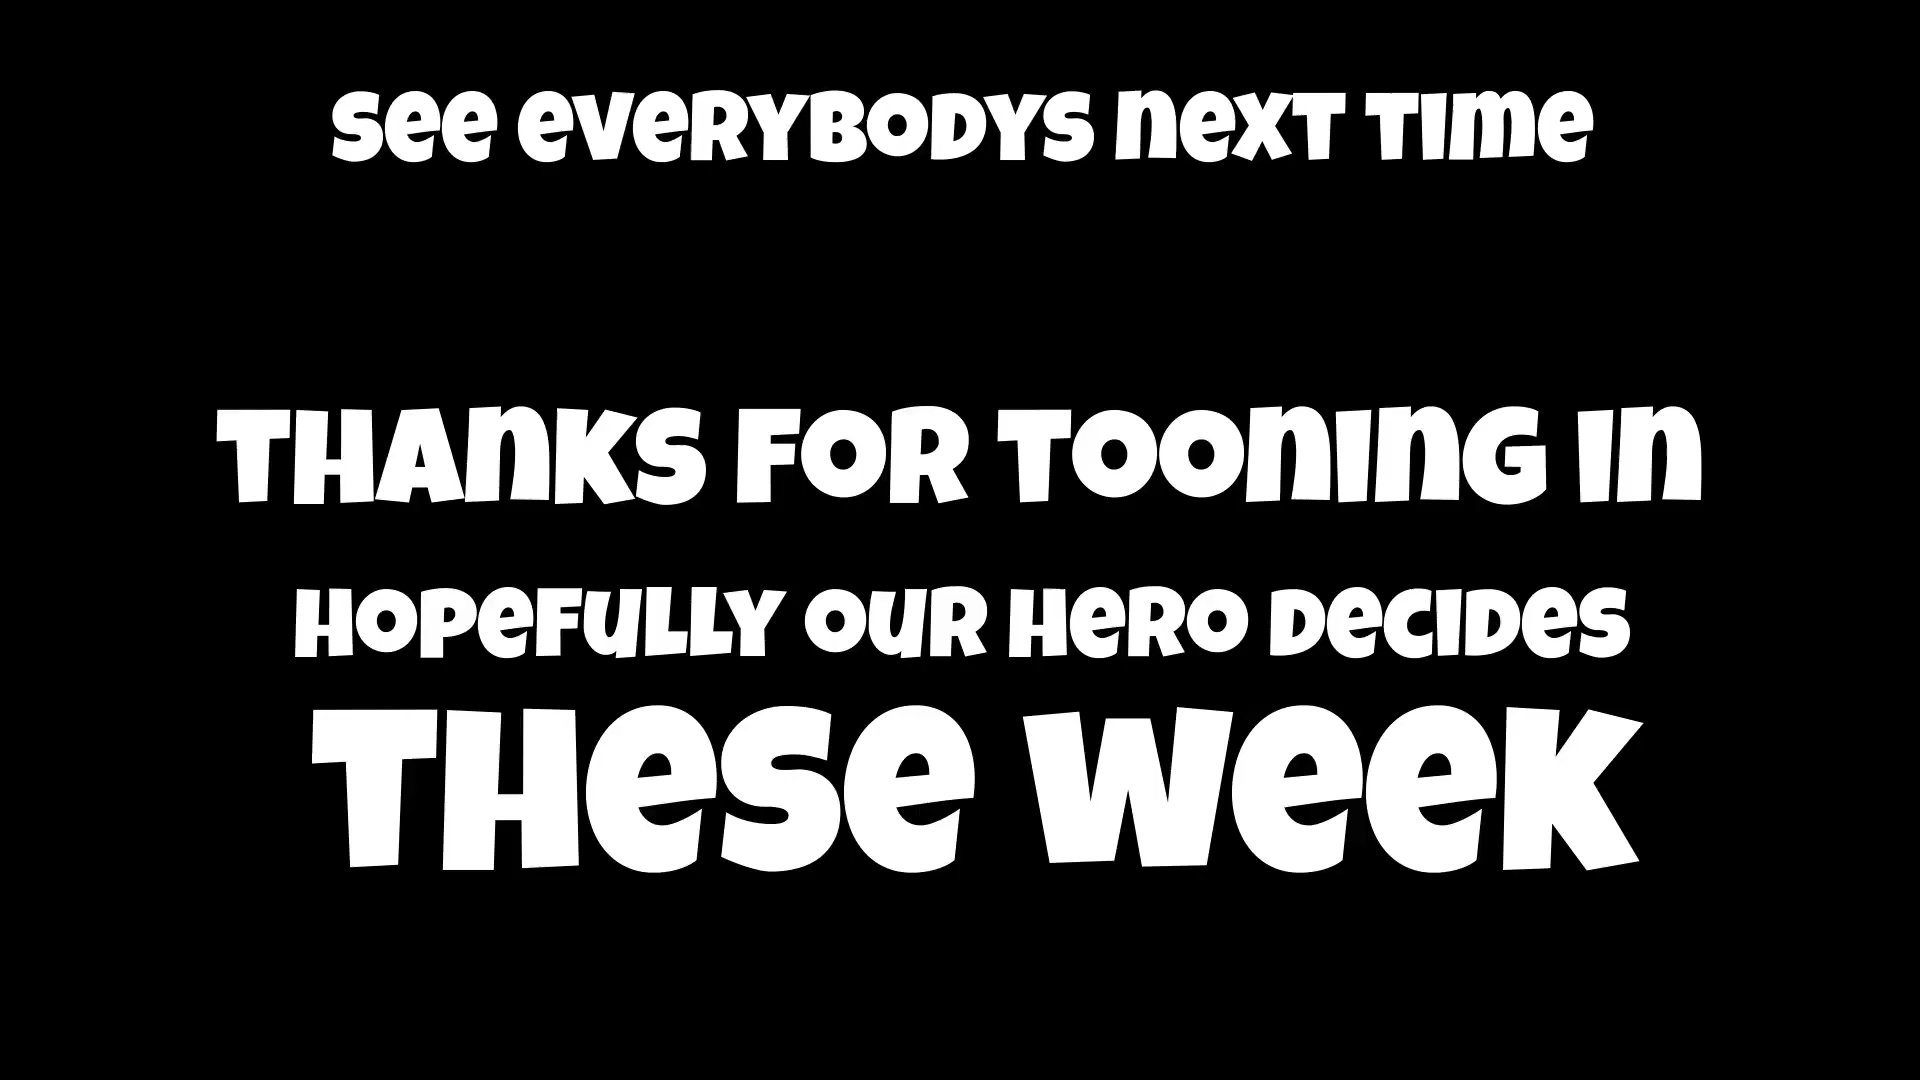 see everybodys next time
THANKS FOR TOONING IN
HOPEFULLY OUR HERO DECIDES
THESE WEEK